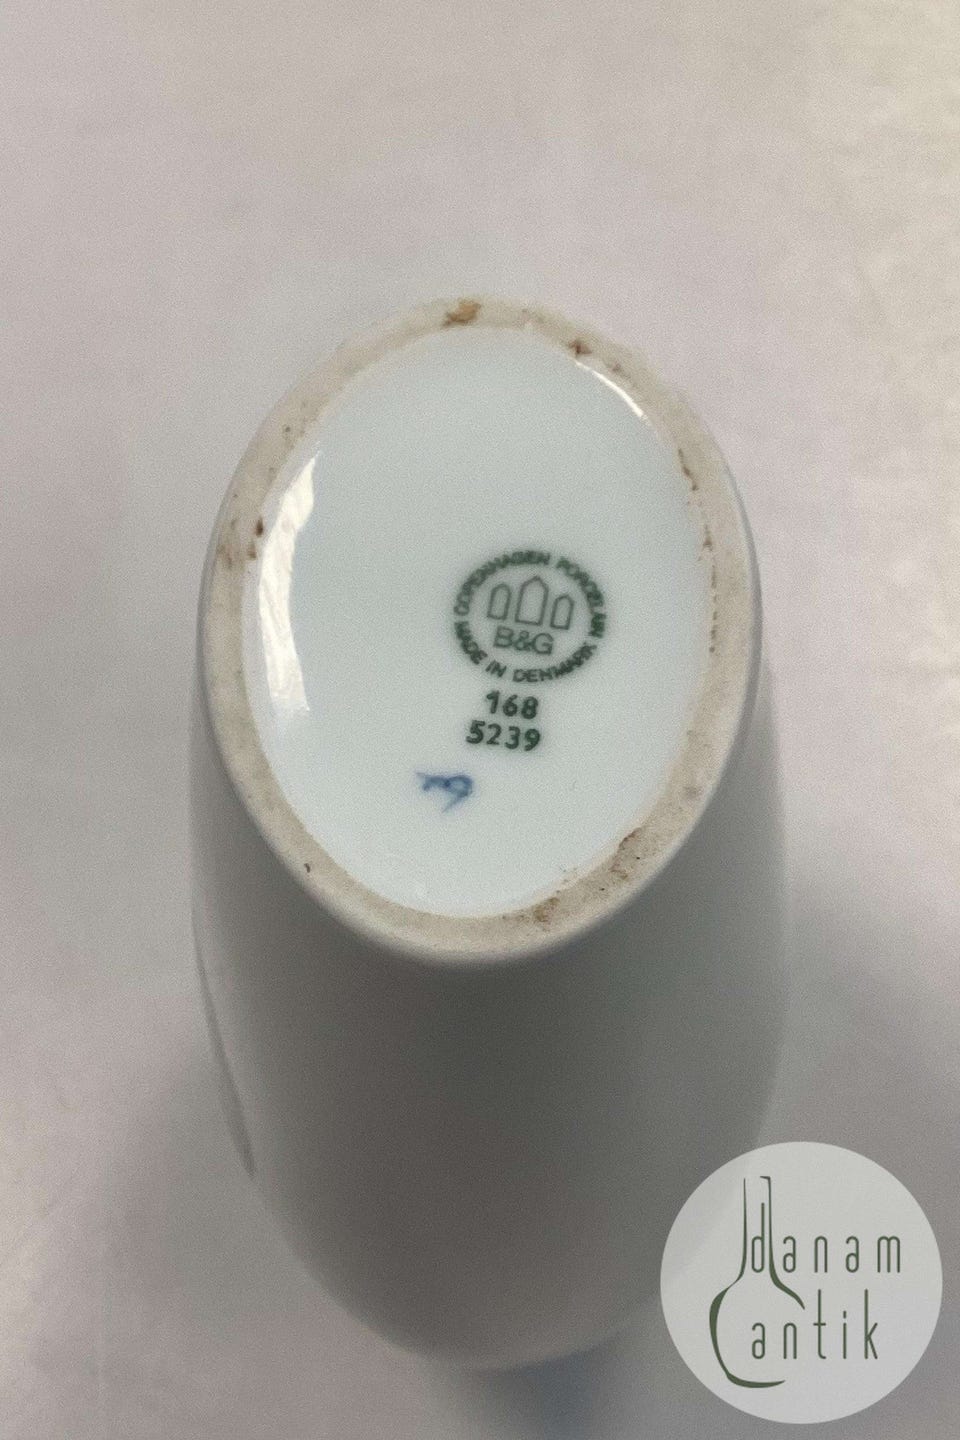 COPENHAGEN PORCELAIN
B&G
MADE IN DENMARK
168
5239
danam
antik